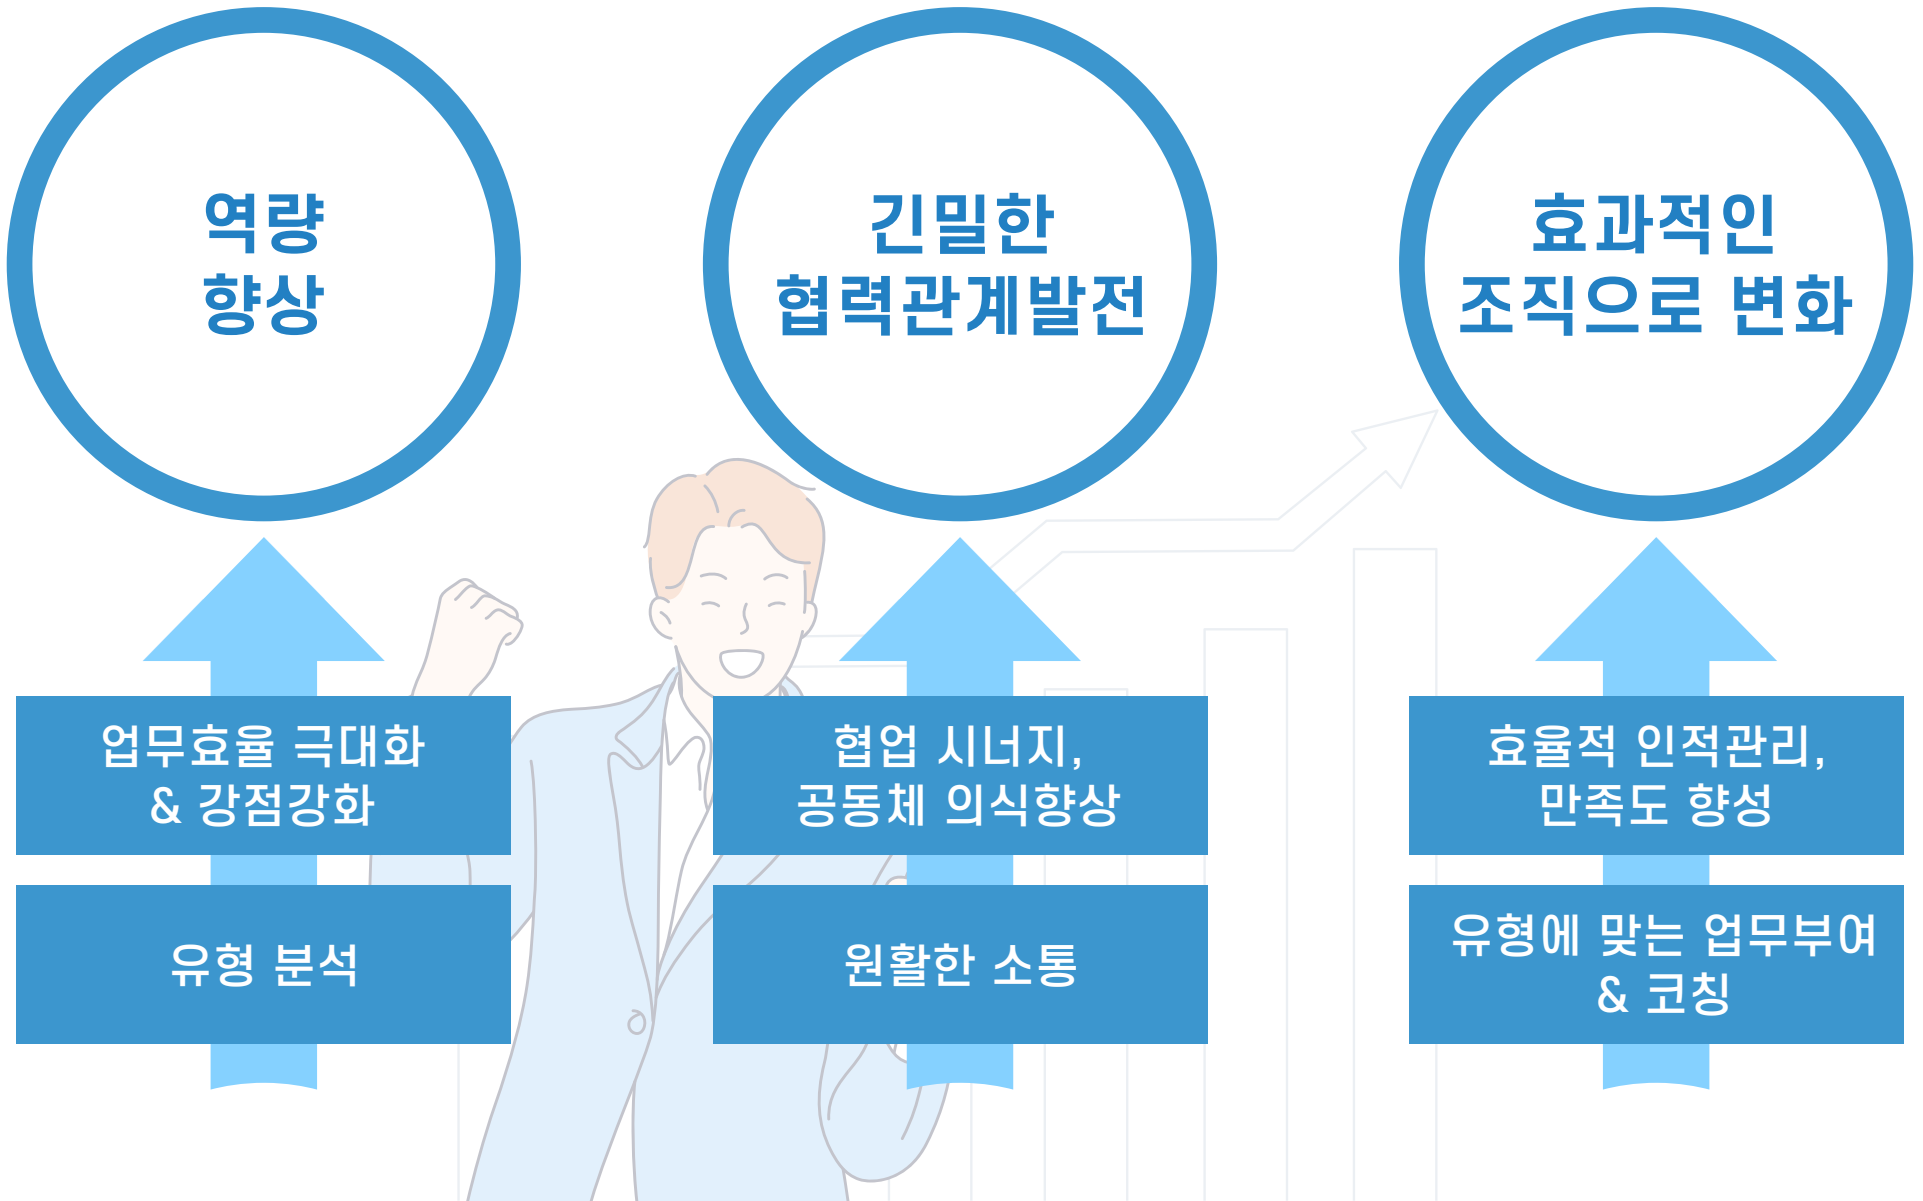 역량
향상
업무효율 극대화
& 강점강화
유형 분석
긴밀한
협력관계발전
협업 시너지,
공동체 의식향상
원활한 소통
효과적인
조직으로 변화
효율적 인적관리,
만족도 향성
유형에 맞는 업무부여
& 코칭